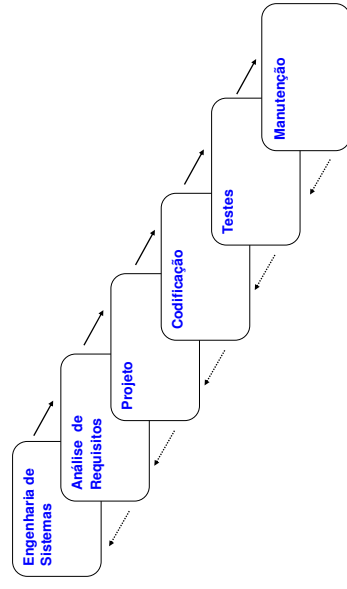 Engenharia de
Sistemas
Análise de
Requisitos
Projeto
Codificação
Testes
Manutenção